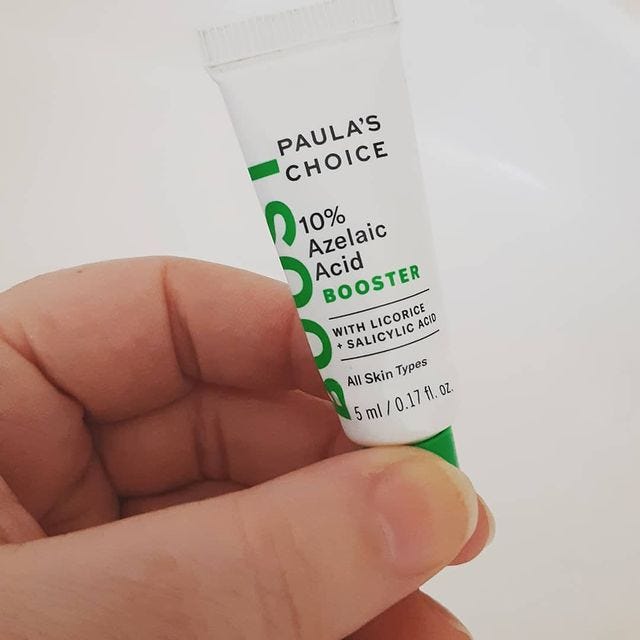 PAULA'S
CHOICE
10%
Azelaic
Acid
BOOSTER
WITH LICORICE
+ SALICYLIC ACID
All Skin Types
5 ml / 0.17 fl. oz.
BOOST